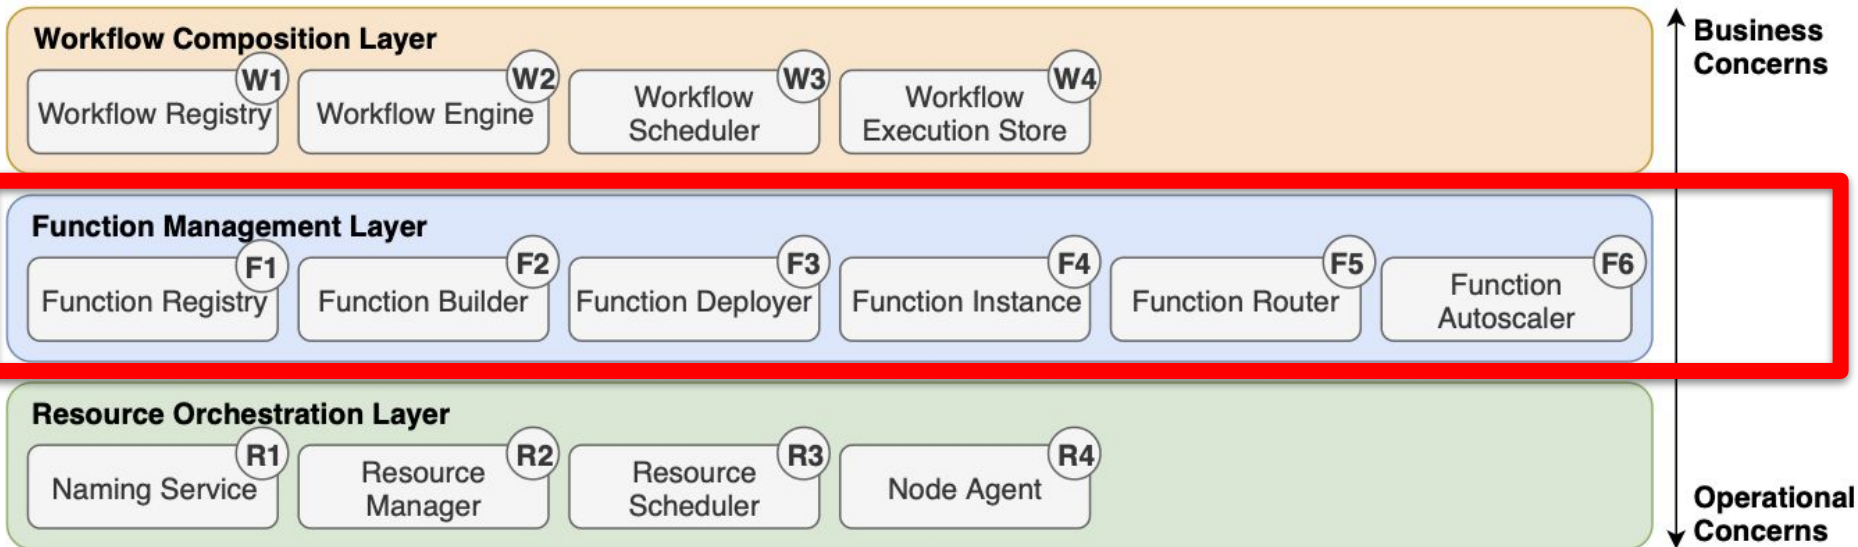 Workflow Composition Layer
W1
Workflow Registry
W2
Workflow Engine
W3
Workflow
Scheduler
W4
Workflow
Execution Store
Business
Concerns
Function Management Layer
F1
Function Registry
F2
Function Builder
F3
Function Deployer
F4
Function Instance
F5
Function Router
F6
Function
Autoscaler
Resource Orchestration Layer
R1
Naming Service
R2
Resource
Manager
R3
Resource
Scheduler
R4
Node Agent
Operational
Concerns